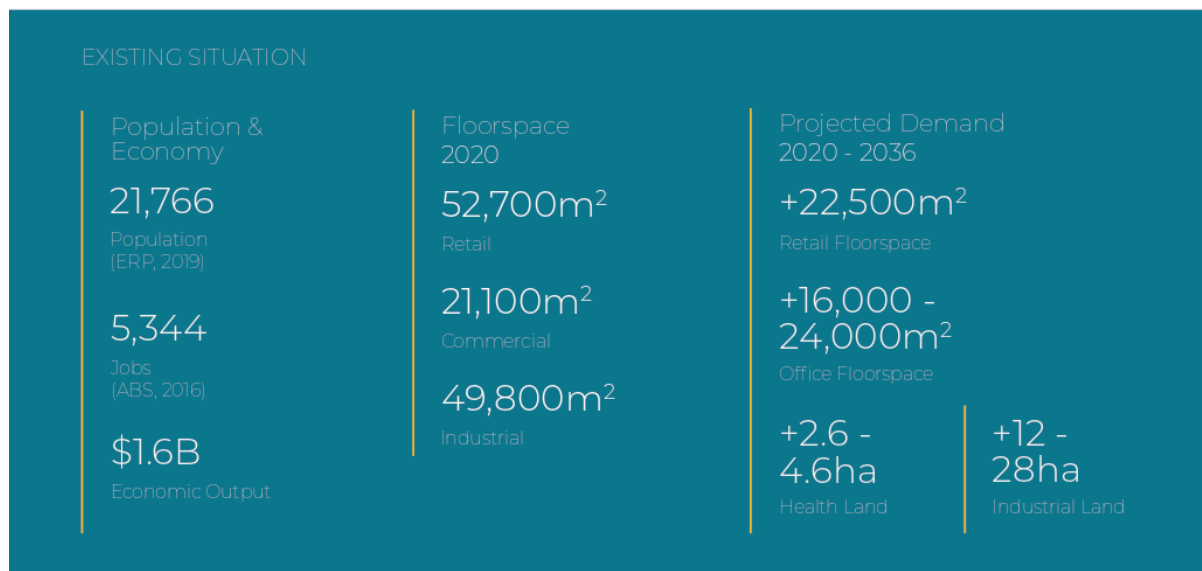 EXISTING SITUATION
Population &
Economy
21,766
Population
(ERP, 2019)
5,344
Jobs
(ABS, 2016)
$1.6B
Economic Output
Floorspace
2020
52,700m²
Retail
21,100m²
Commercial
49,800m²
Industrial
Projected Demand
2020 - 2036
+22,500m²
Retail Floorspace
+16,000 -
24,000m²
Office Floorspace
+2.6 -
4.6ha
Health Land
+12 -
28ha
Industrial Land